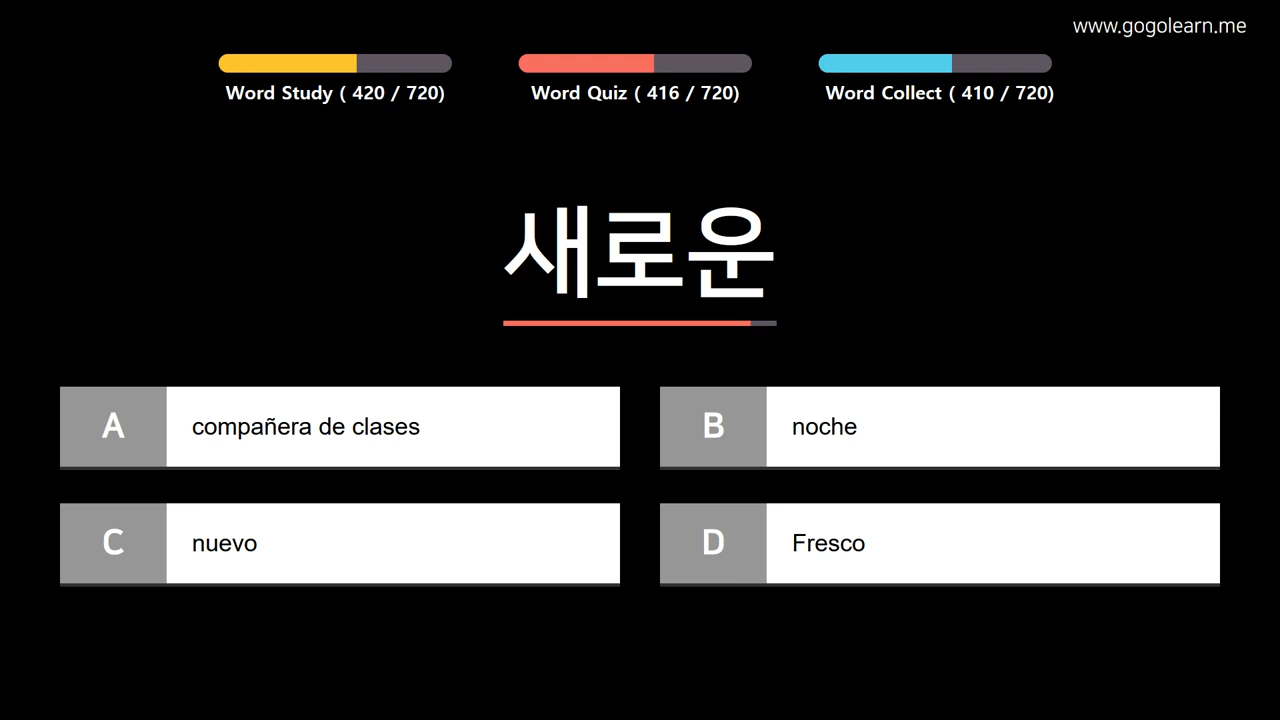 www.gogolearn.me
Word Study ( 420 / 720)
Word Quiz ( 416 / 720)
Word Collect ( 410 / 720)
새로운
A
compañera de clases
B
noche
C
nuevo
D
Fresco